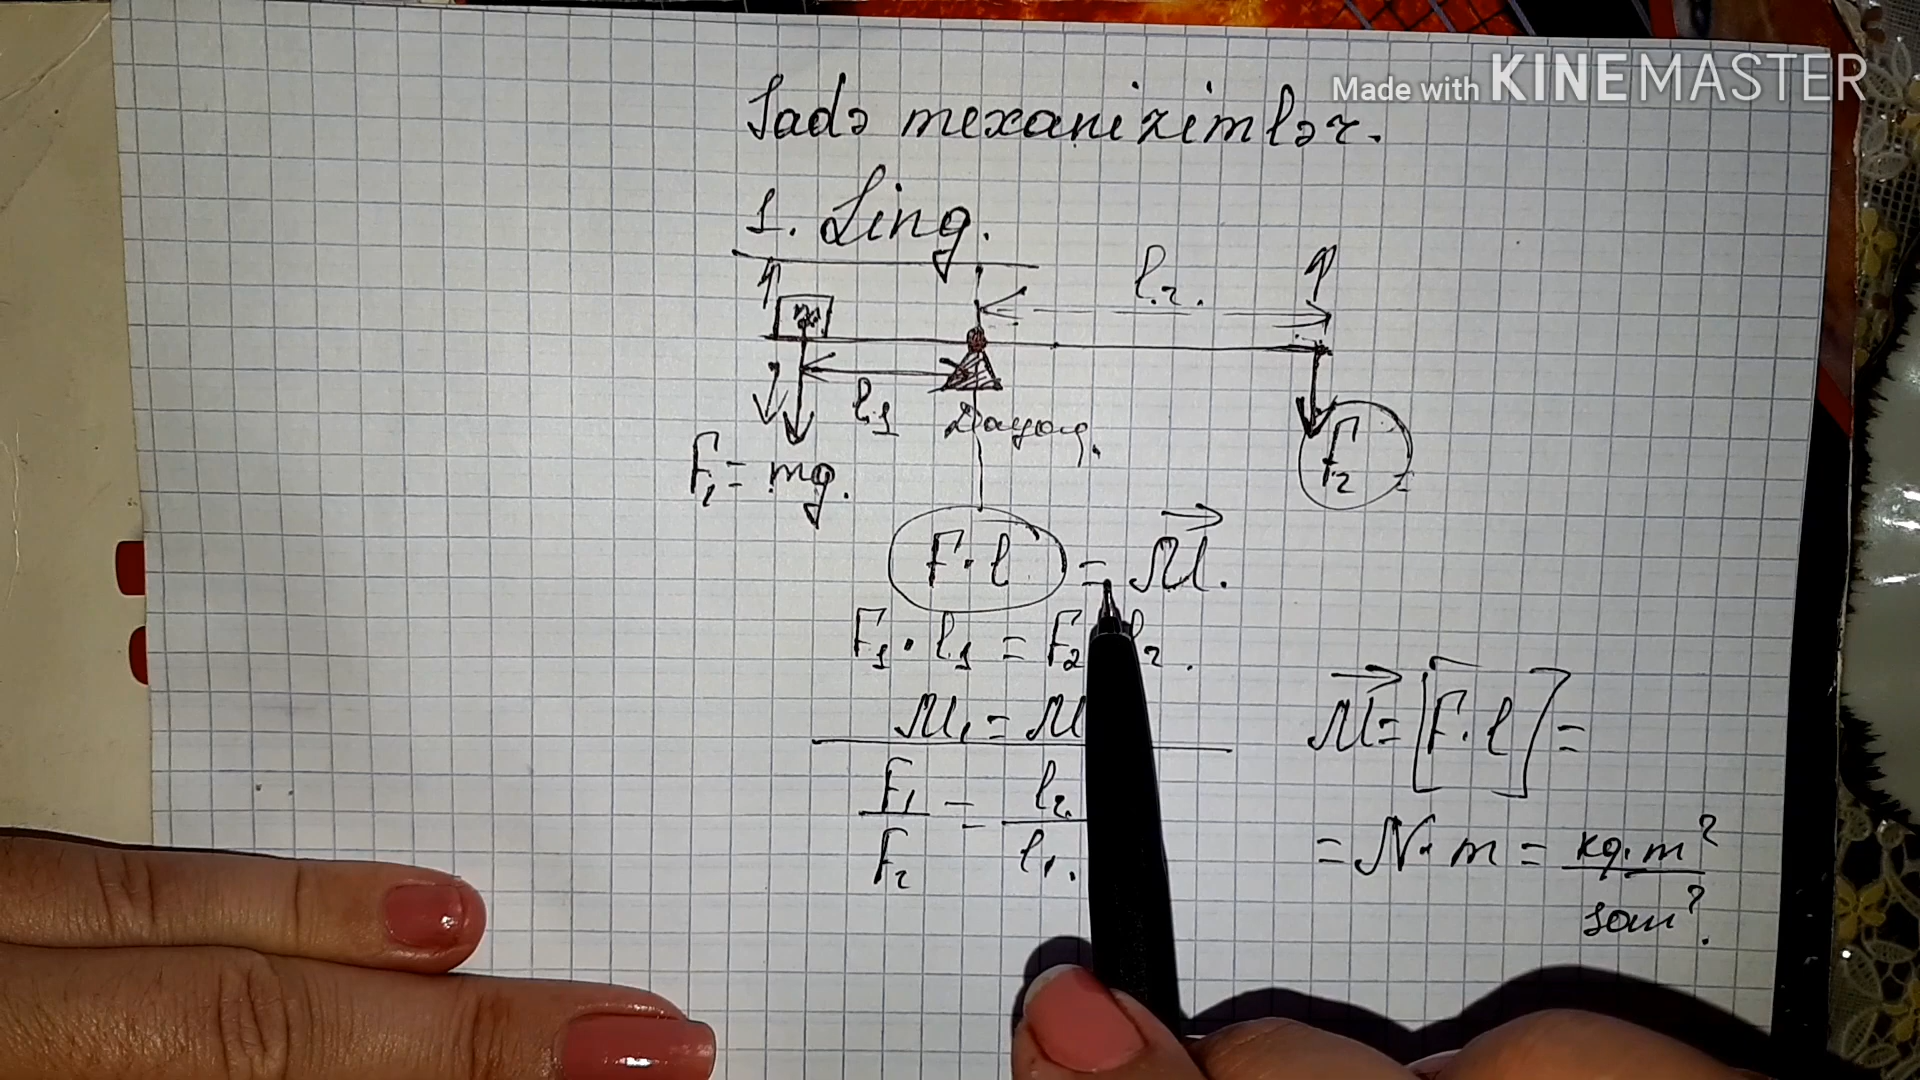 Made with KINEMASTER
Sadə mexanizimlər.
1. Ling.
l₂.
m
l₁
Dayaq.
F₁ = mg.
F₂ =
F · l = M⃗.
F₁ · l₁ = F₂ l₂.
M₁ = M
F₁/F₂ = l₂/l₁.
M⃗ = [F · l] =
= N · m = kq·m²/san².